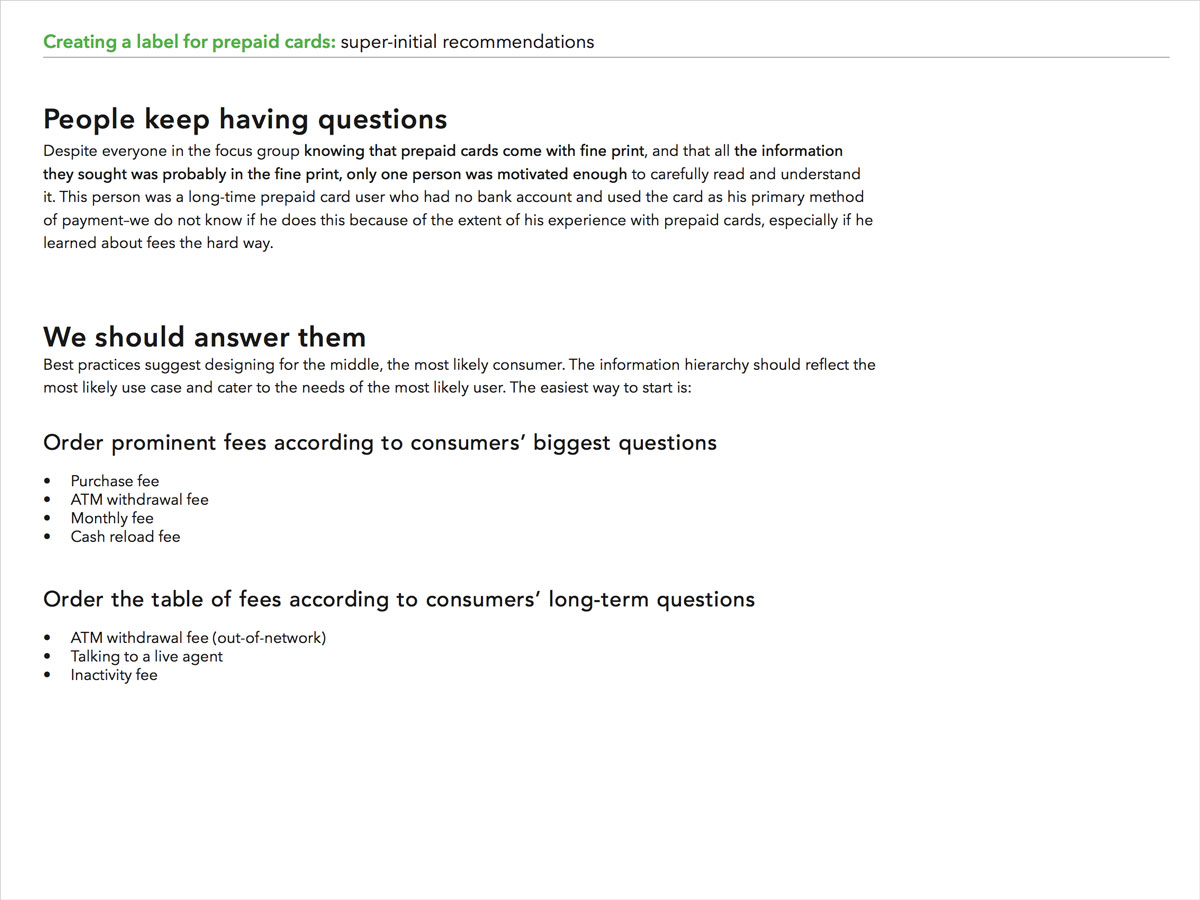 Creating a label for prepaid cards: super-initial recommendations
People keep having questions
Despite everyone in the focus group knowing that prepaid cards come with fine print, and that all the information
they sought was probably in the fine print, only one person was motivated enough to carefully read and understand
it. This person was a long-time prepaid card user who had no bank account and used the card as his primary method
of payment–we do not know if he does this because of the extent of his experience with prepaid cards, especially if he
learned about fees the hard way.
We should answer them
Best practices suggest designing for the middle, the most likely consumer. The information hierarchy should reflect the
most likely use case and cater to the needs of the most likely user. The easiest way to start is:
Order prominent fees according to consumers’ biggest questions
• Purchase fee
• ATM withdrawal fee
• Monthly fee
• Cash reload fee
Order the table of fees according to consumers’ long-term questions
• ATM withdrawal fee (out-of-network)
• Talking to a live agent
• Inactivity fee